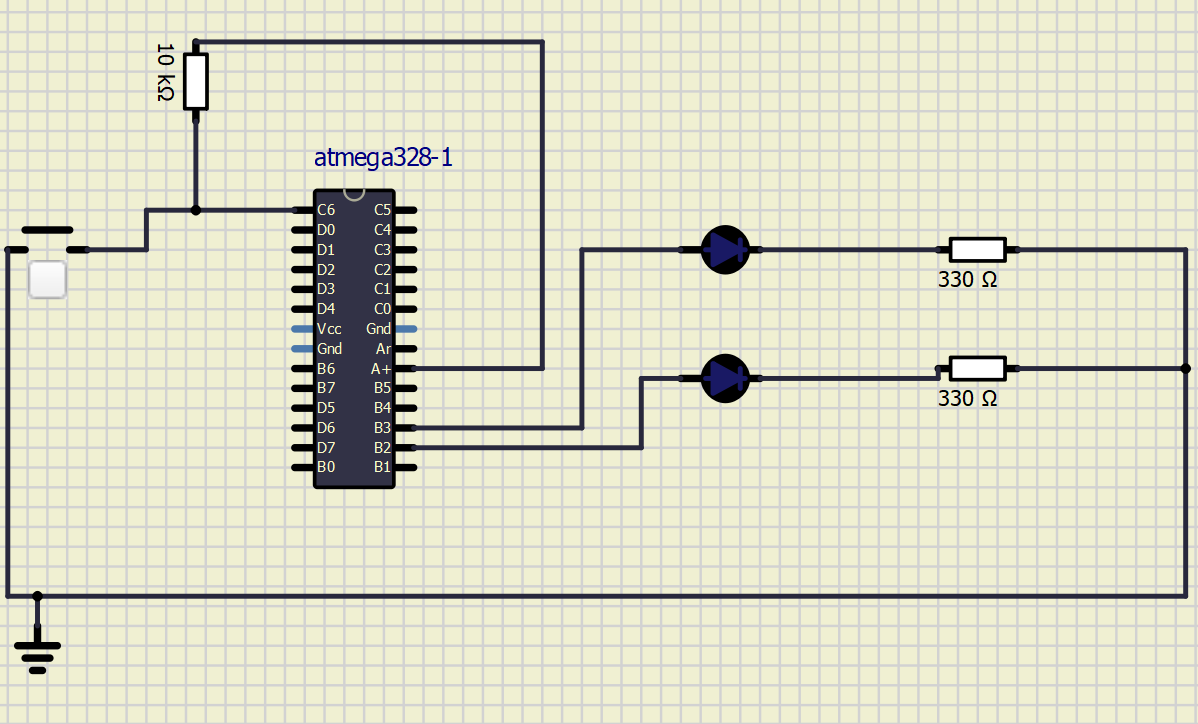 10 kΩ
atmega328-1
C6 C5
D0 C4
D1 C3
D2 C2
D3 C1
D4 C0
Vcc Gnd
Gnd Ar
B6 A+
B7 B5
D5 B4
D6 B3
D7 B2
B0 B1
330 Ω
330 Ω